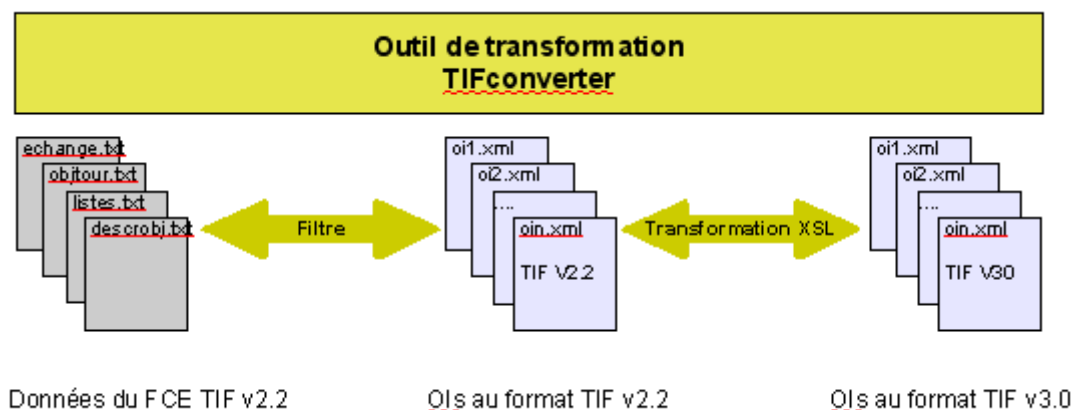 Outil de transformation
TIFconverter
echange.txt
objtour.txt
listes.txt
descrobj.txt
Filtre
oi1.xml
oi2.xml
....
oin.xml
TIF V2.2
Transformation XSL
oi1.xml
oi2.xml
....
oin.xml
TIF V30
Données du FCE TIF v2.2
OIs au format TIF v2.2
OIs au format TIF v3.0